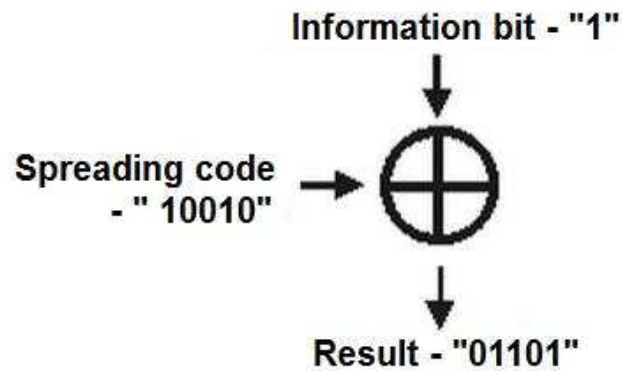 Information bit - "1"
Spreading code
- " 10010"
Result - "01101"